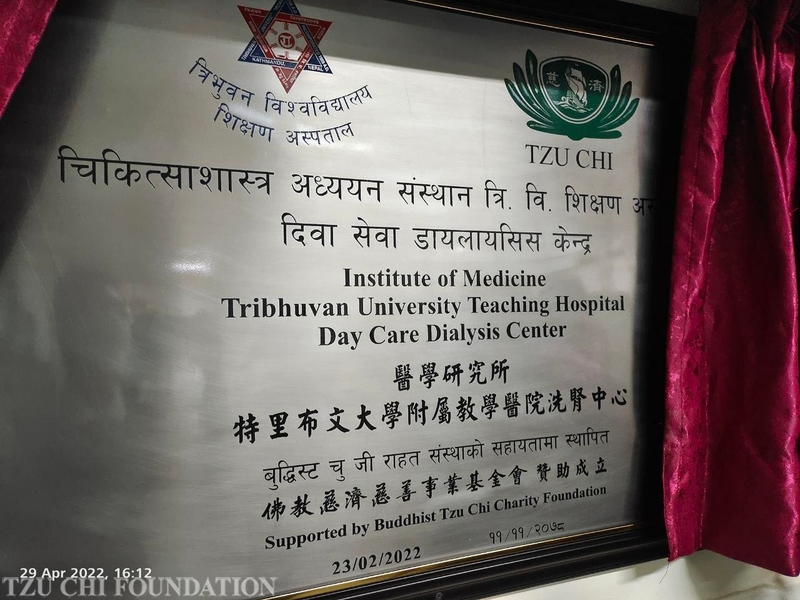 त्रिभुवन विश्वविद्यालय
शिक्षण अस्पताल
KATHMANDU, NEPAL
慈 濟
TZU CHI
चिकित्साशास्त्र अध्ययन संस्थान त्रि. वि. शिक्षण
दिवा सेवा डायलायसिस केन्द्र
Institute of Medicine
Tribhuvan University Teaching Hospital
Day Care Dialysis Center
醫學研究所
特里布文大學附屬教學醫院洗腎中心
बुद्धिस्ट चु जी राहत संस्थाको सहायतामा स्थापित
佛教慈濟慈善事業基金會 贊助成立
Supported by Buddhist Tzu Chi Charity Foundation
23/02/2022 ११/११/२०७८
29 Apr 2022, 16:12
TZU CHI FOUNDATION